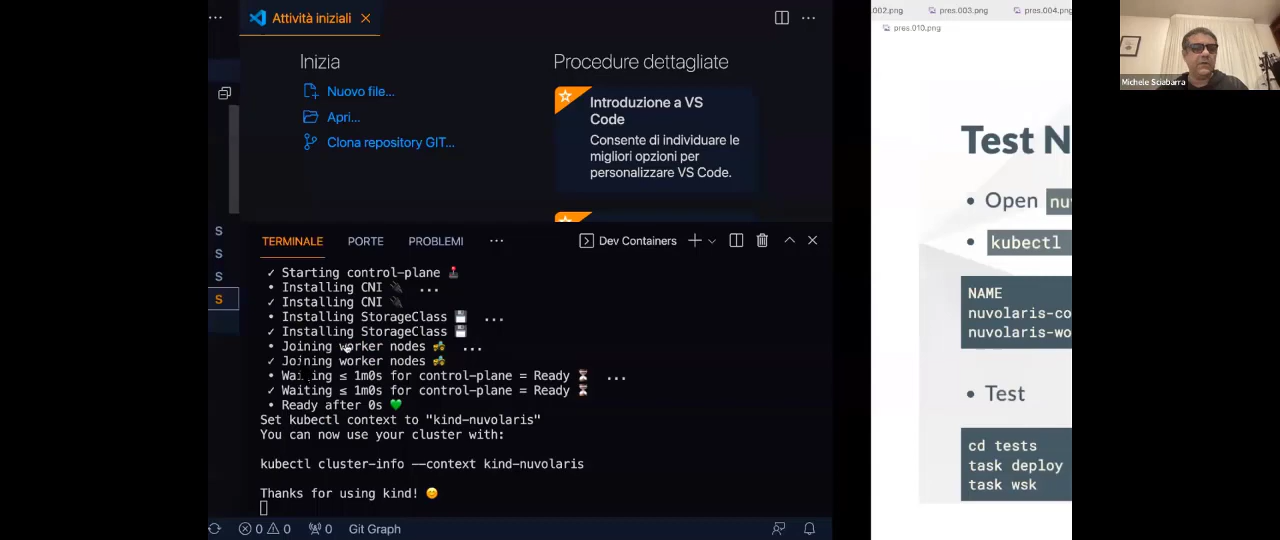 Attività iniziali
Inizia
Nuovo file...
Apri...
Clona repository GIT...
Procedure dettagliate
Introduzione a VS
Code
Consente di individuare le
migliori opzioni per
personalizzare VS Code.
S
S
S
S
TERMINALE PORTE PROBLEMI ... Dev Containers
✓ Starting control-plane 🕹️
• Installing CNI 🔌 ...
✓ Installing CNI 🔌
• Installing StorageClass 💾 ...
✓ Installing StorageClass 💾
• Joining worker nodes 🚜 ...
✓ Joining worker nodes 🚜
• Waiting ≤ 1m0s for control-plane = Ready ⏳ ...
✓ Waiting ≤ 1m0s for control-plane = Ready ⏳
• Ready after 0s 💚
Set kubectl context to "kind-nuvolaris"
You can now use your cluster with:
kubectl cluster-info --context kind-nuvolaris
Thanks for using kind! 😊
0 0 0 Git Graph
002.png pres.003.png pres.004.png
pres.010.png
Test N
• Open nu
• kubectl
NAME
nuvolaris-co
nuvolaris-wo
• Test
cd tests
task deploy
task wsk
Michele Sciabarra